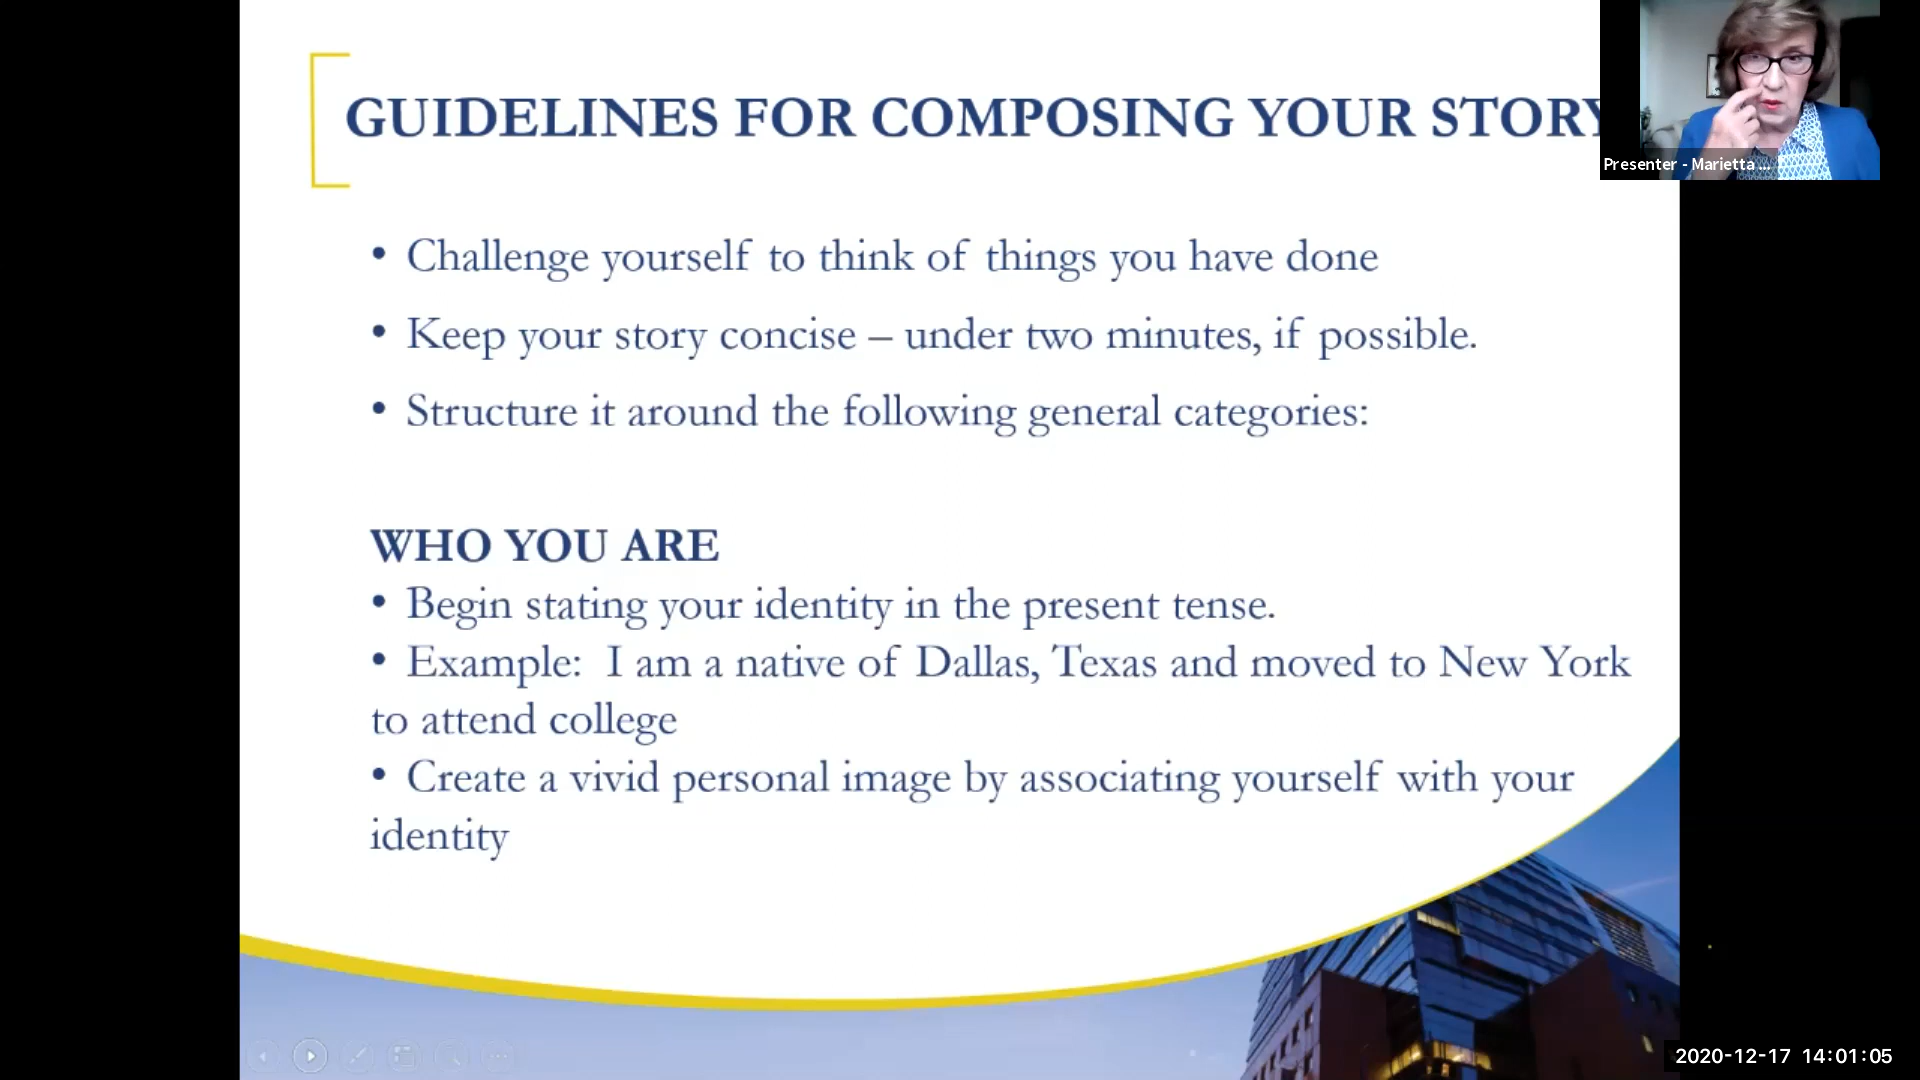 GUIDELINES FOR COMPOSING YOUR STORY
Presenter - Marietta ...
• Challenge yourself to think of things you have done
• Keep your story concise – under two minutes, if possible.
• Structure it around the following general categories:
WHO YOU ARE
• Begin stating your identity in the present tense.
• Example: I am a native of Dallas, Texas and moved to New York
to attend college
• Create a vivid personal image by associating yourself with your
identity
2020-12-17 14:01:05